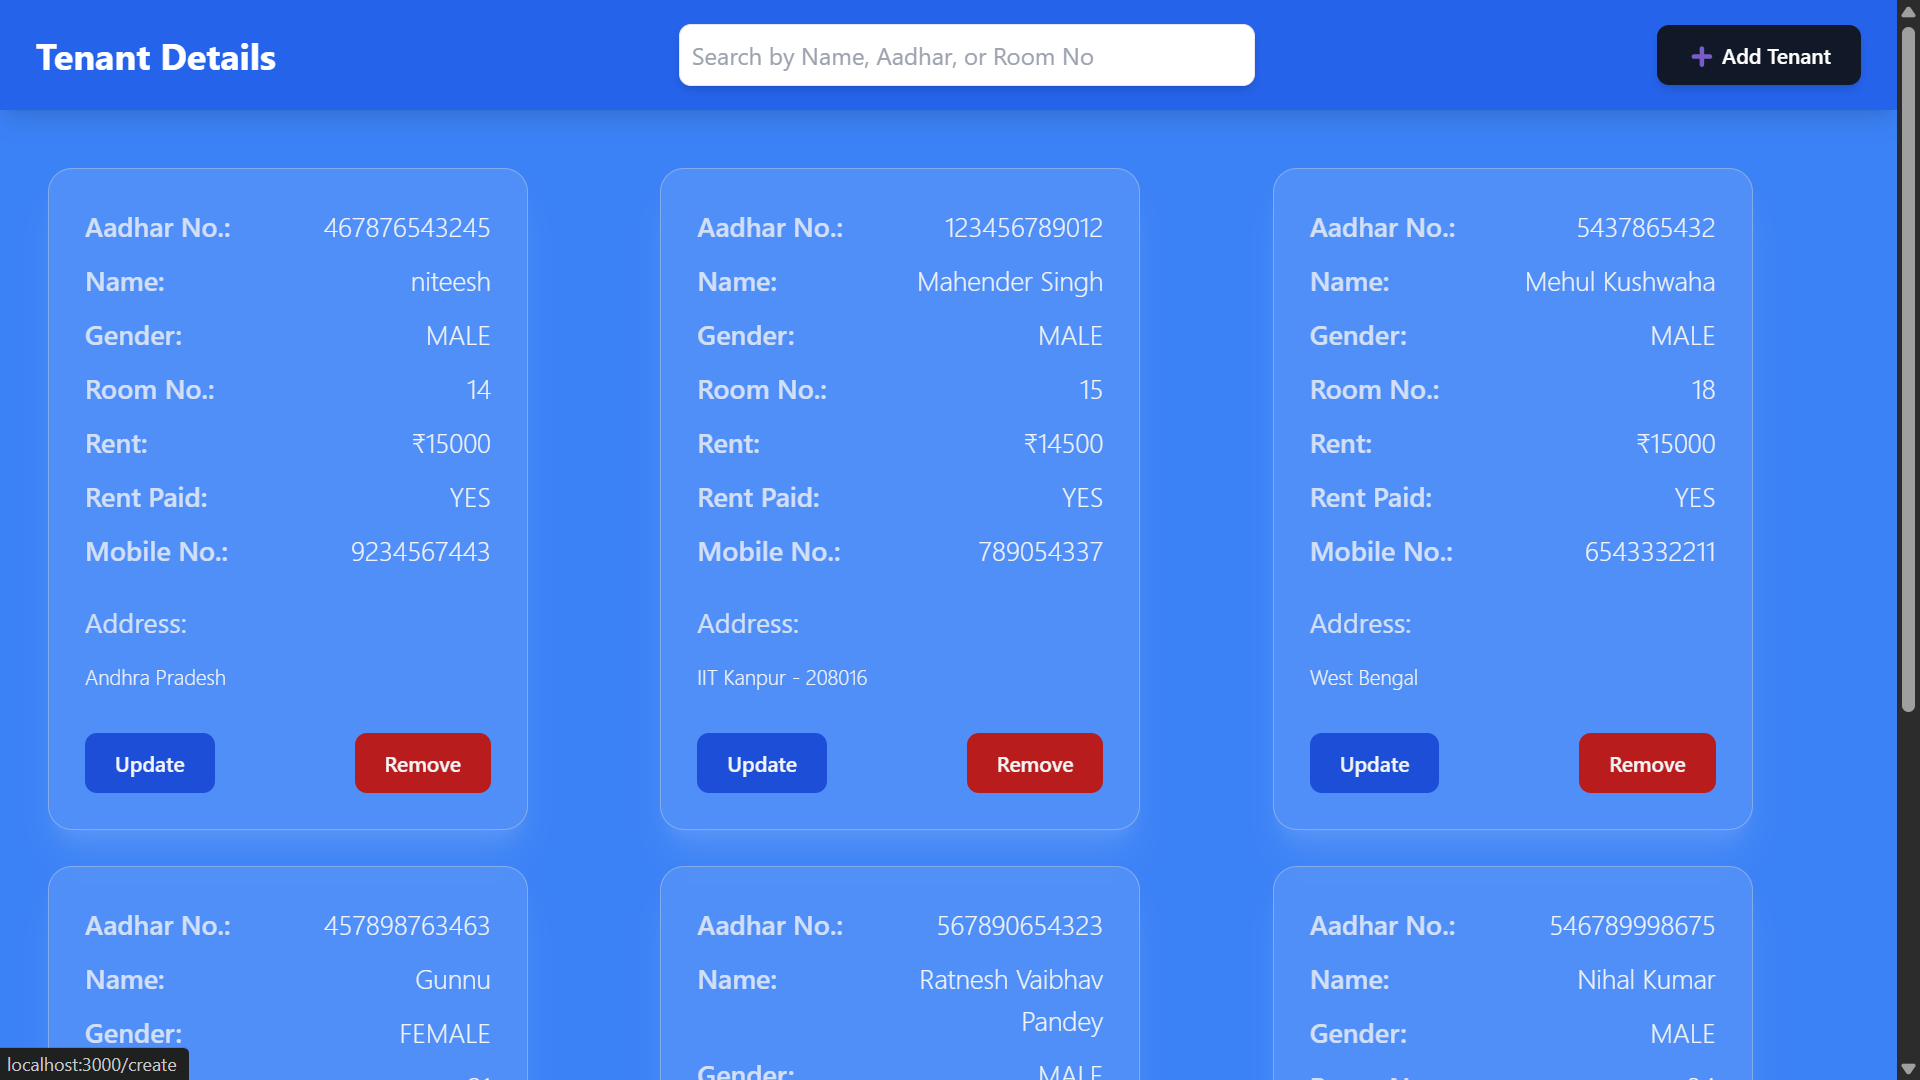 Tenant Details
Search by Name, Aadhar, or Room No
Add Tenant
Aadhar No.: 467876543245
Name: niteesh
Gender: MALE
Room No.: 14
Rent: ₹15000
Rent Paid: YES
Mobile No.: 9234567443
Address:
Andhra Pradesh
Update Remove
Aadhar No.: 123456789012
Name: Mahender Singh
Gender: MALE
Room No.: 15
Rent: ₹14500
Rent Paid: YES
Mobile No.: 789054337
Address:
IIT Kanpur - 208016
Update Remove
Aadhar No.: 5437865432
Name: Mehul Kushwaha
Gender: MALE
Room No.: 18
Rent: ₹15000
Rent Paid: YES
Mobile No.: 6543332211
Address:
West Bengal
Update Remove
Aadhar No.: 457898763463
Name: Gunnu
Gender: FEMALE
Aadhar No.: 567890654323
Name: Ratnesh Vaibhav
Pandey
Gender: MALE
Aadhar No.: 546789998675
Name: Nihal Kumar
Gender: MALE
localhost:3000/create